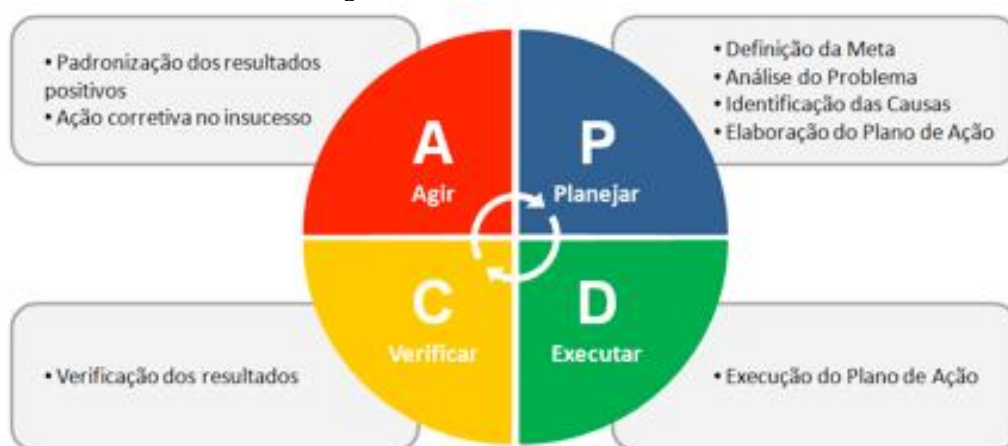 • Padronização dos resultados
positivos
• Ação corretiva no insucesso
A
Agir
P
Planejar
• Definição da Meta
• Análise do Problema
• Identificação das Causas
• Elaboração do Plano de Ação
C
Verificar
D
Executar
• Verificação dos resultados
• Execução do Plano de Ação